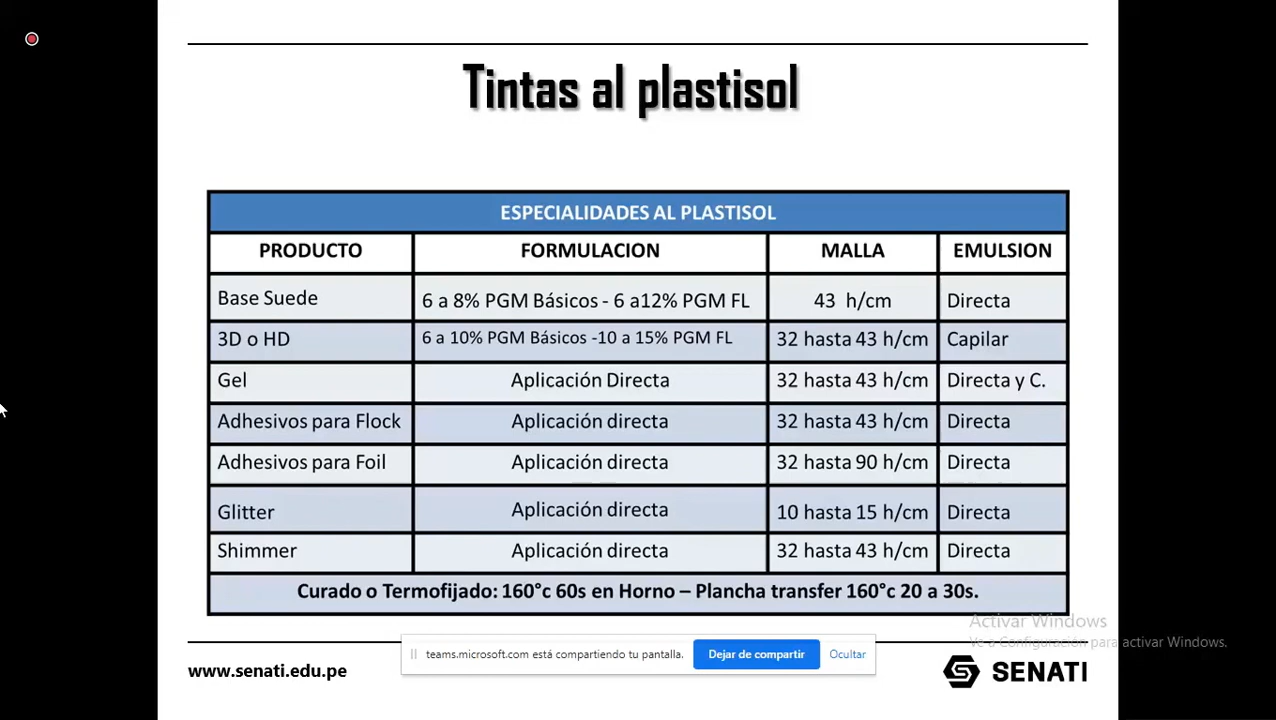 Tintas al plastisol
ESPECIALIDADES AL PLASTISOL
PRODUCTO FORMULACION MALLA EMULSION
Base Suede 6 a 8% PGM Básicos - 6 a12% PGM FL 43 h/cm Directa
3D o HD 6 a 10% PGM Básicos -10 a 15% PGM FL 32 hasta 43 h/cm Capilar
Gel Aplicación Directa 32 hasta 43 h/cm Directa y C.
Adhesivos para Flock Aplicación directa 32 hasta 43 h/cm Directa
Adhesivos para Foil Aplicación directa 32 hasta 90 h/cm Directa
Glitter Aplicación directa 10 hasta 15 h/cm Directa
Shimmer Aplicación directa 32 hasta 43 h/cm Directa
Curado o Termofijado: 160°c 60s en Horno – Plancha transfer 160°c 20 a 30s.
Activar Windows
Ve a Configuración para activar Windows.
teams.microsoft.com está compartiendo tu pantalla. Dejar de compartir Ocultar
www.senati.edu.pe SENATI